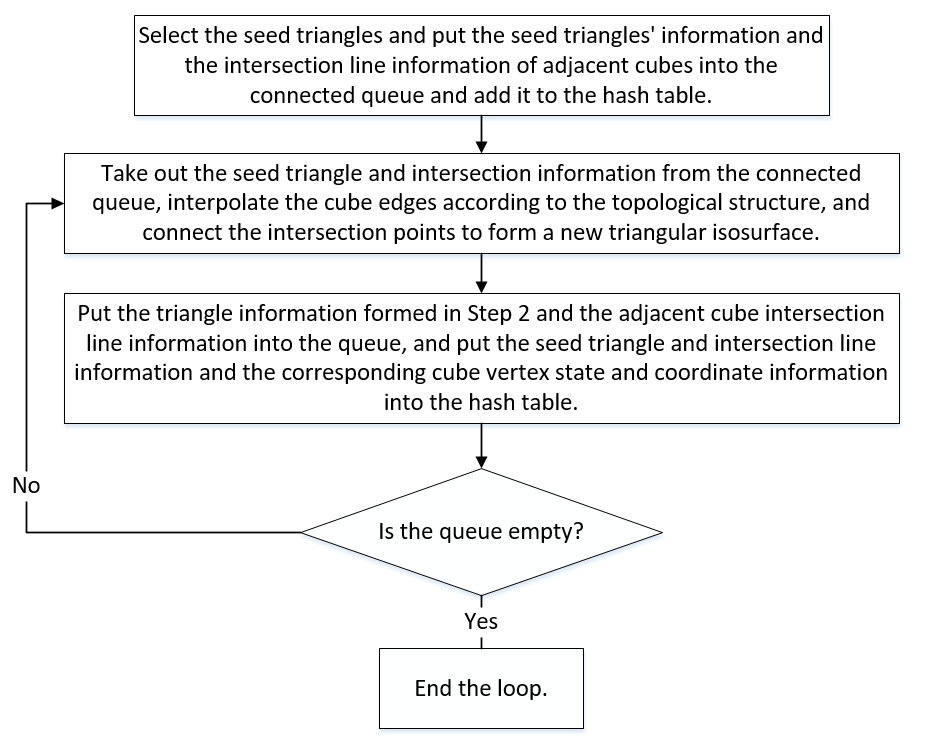 Select the seed triangles and put the seed triangles' information and
the intersection line information of adjacent cubes into the
connected queue and add it to the hash table.
Take out the seed triangle and intersection information from the connected
queue, interpolate the cube edges according to the topological structure, and
connect the intersection points to form a new triangular isosurface.
Put the triangle information formed in Step 2 and the adjacent cube intersection
line information into the queue, and put the seed triangle and intersection line
information and the corresponding cube vertex state and coordinate information
into the hash table.
No
Is the queue empty?
Yes
End the loop.